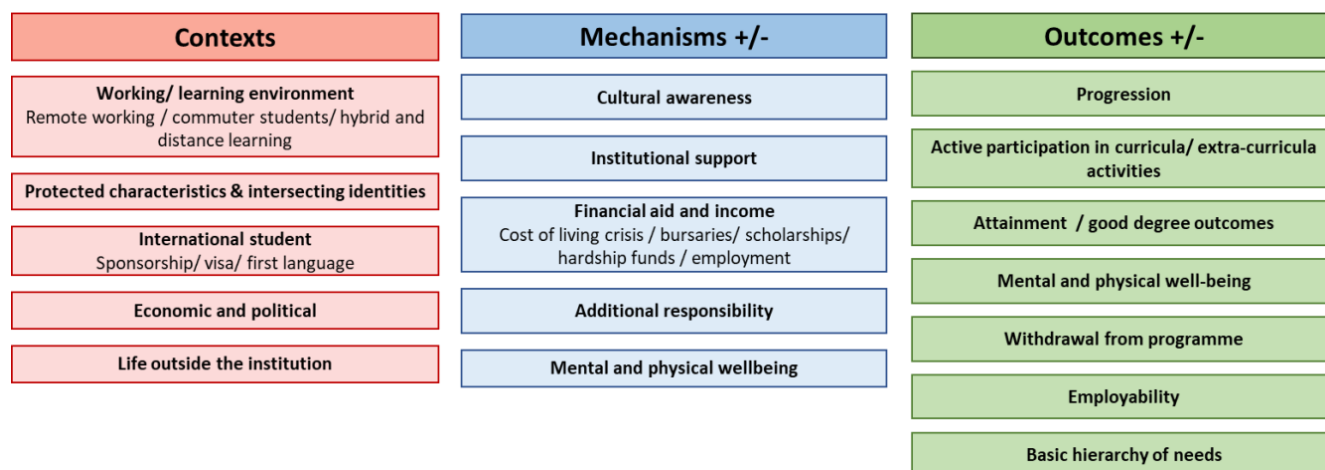 Contexts
Working/ learning environment
Remote working / commuter students/ hybrid and
distance learning
Protected characteristics & intersecting identities
International student
Sponsorship/ visa/ first language
Economic and political
Life outside the institution
Mechanisms +/-
Cultural awareness
Institutional support
Financial aid and income
Cost of living crisis / bursaries/ scholarships/
hardship funds / employment
Additional responsibility
Mental and physical wellbeing
Outcomes +/-
Progression
Active participation in curricula/ extra-curricula
activities
Attainment / good degree outcomes
Mental and physical well-being
Withdrawal from programme
Employability
Basic hierarchy of needs